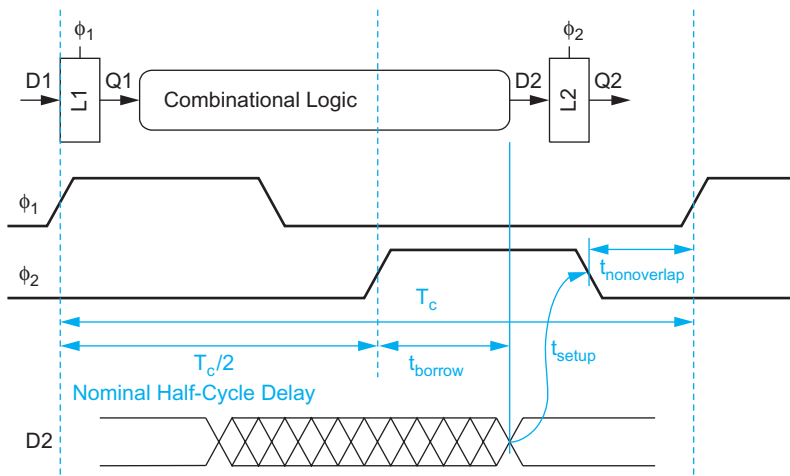 ϕ1 ϕ2
D1 L1 Q1 Combinational Logic D2 L2 Q2
ϕ1
ϕ2
tnonoverlap
Tc
Tc/2 tborrow tsetup
Nominal Half-Cycle Delay
D2